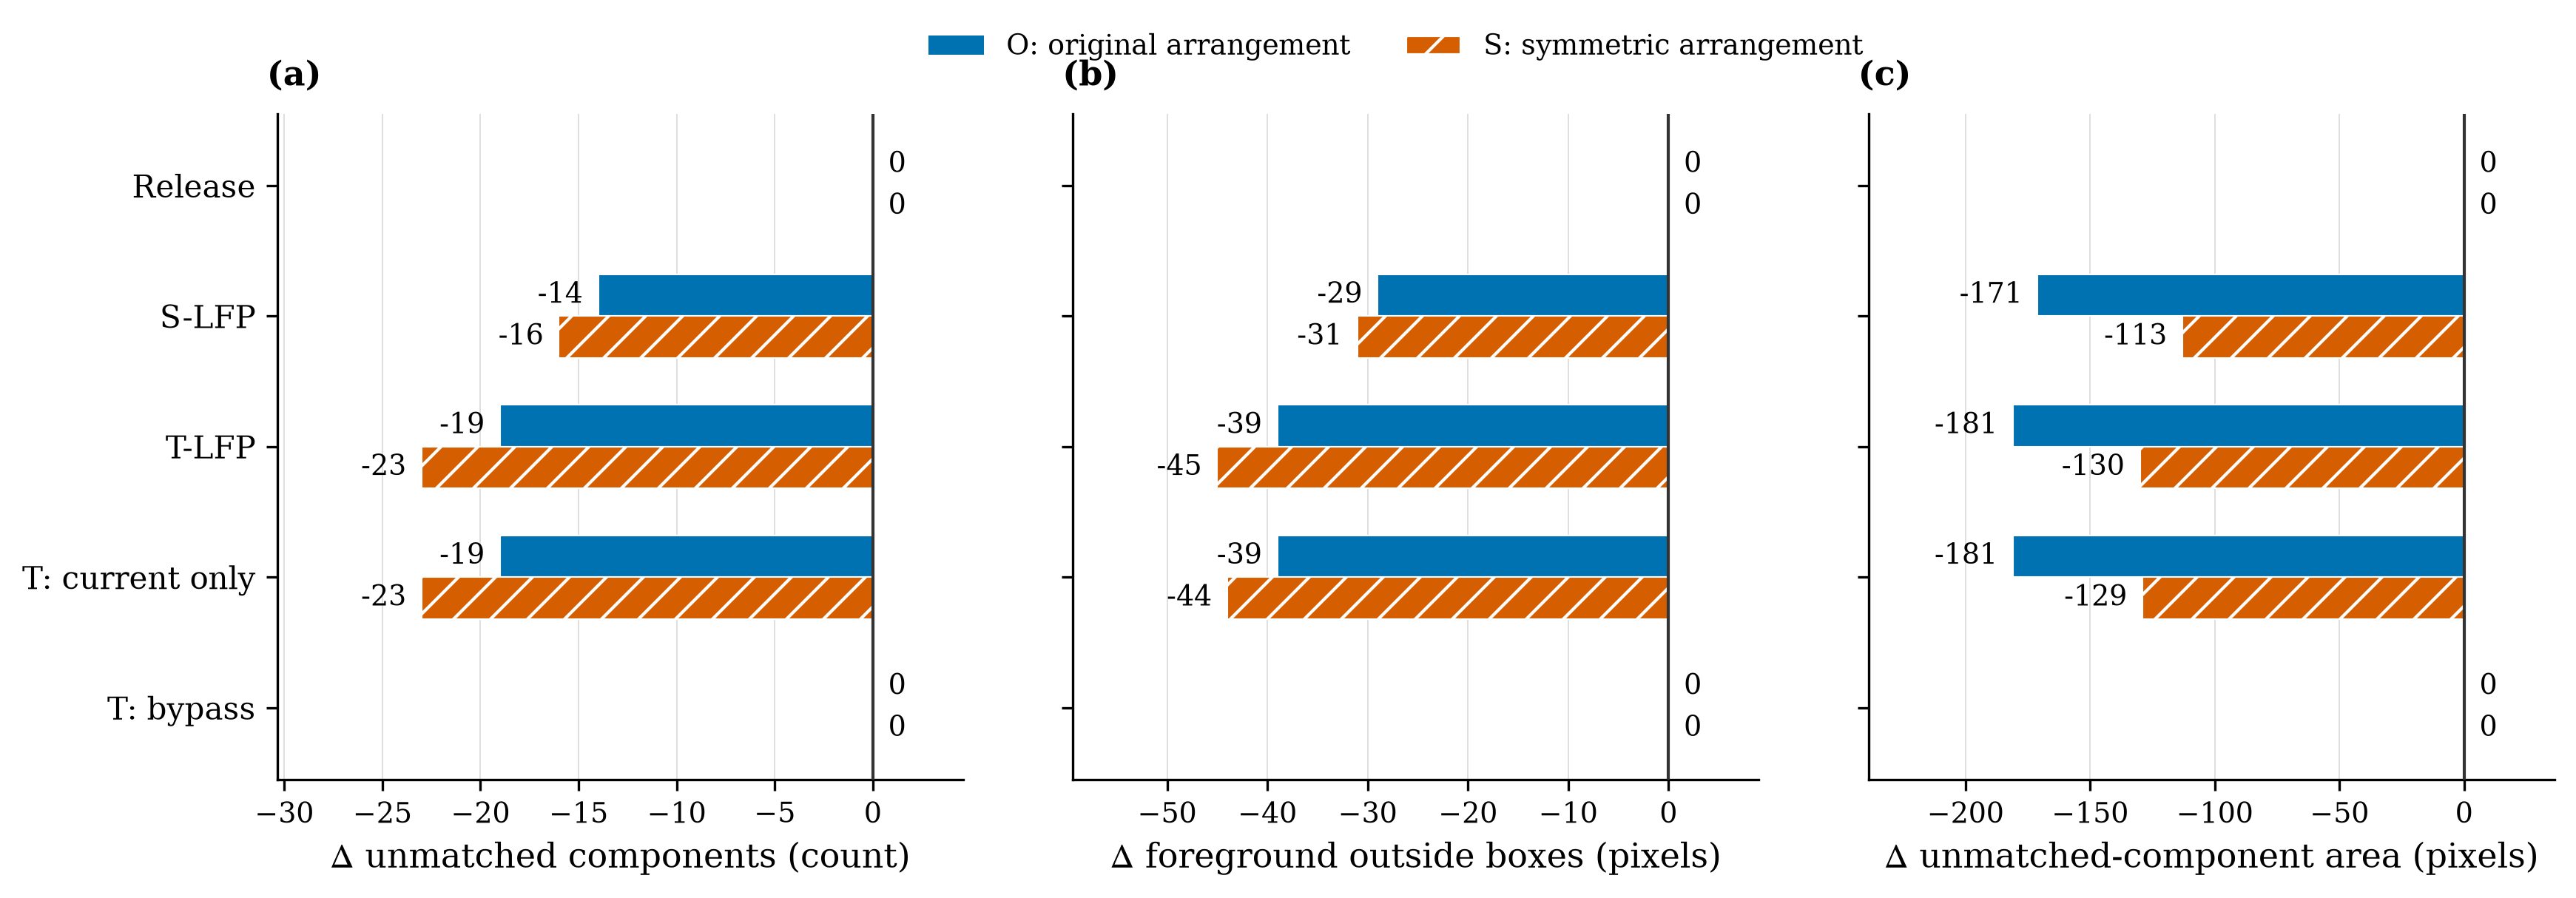 O: original arrangement
S: symmetric arrangement
(a)
(b)
(c)
Release
0
0
0
0
0
0
S-LFP
-14
-16
-29
-31
-171
-113
T-LFP
-19
-23
-39
-45
-181
-130
T: current only
-19
-23
-39
-44
-181
-129
T: bypass
0
0
0
0
0
0
−30 −25 −20 −15 −10 −5 0
−50 −40 −30 −20 −10 0
−200 −150 −100 −50 0
Δ unmatched components (count)
Δ foreground outside boxes (pixels)
Δ unmatched-component area (pixels)